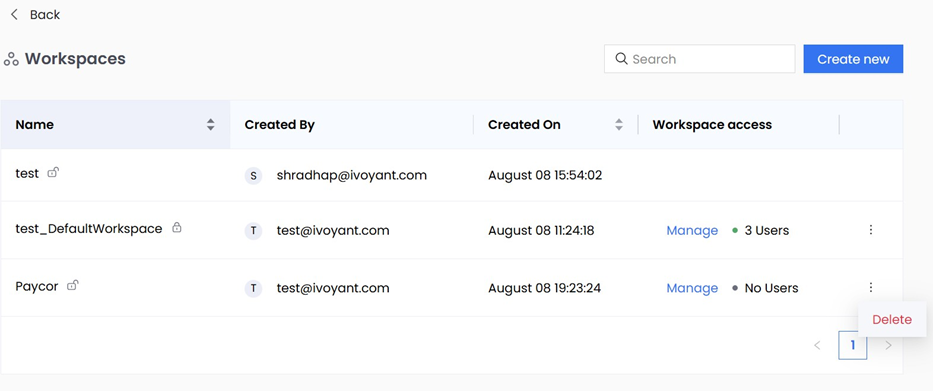 Back
Workspaces
Search
Create new
Name Created By Created On Workspace access
test S shradhap@ivoyant.com August 08 15:54:02
test_DefaultWorkspace T test@ivoyant.com August 08 11:24:18 Manage 3 Users
Paycor T test@ivoyant.com August 08 19:23:24 Manage No Users
Delete
1